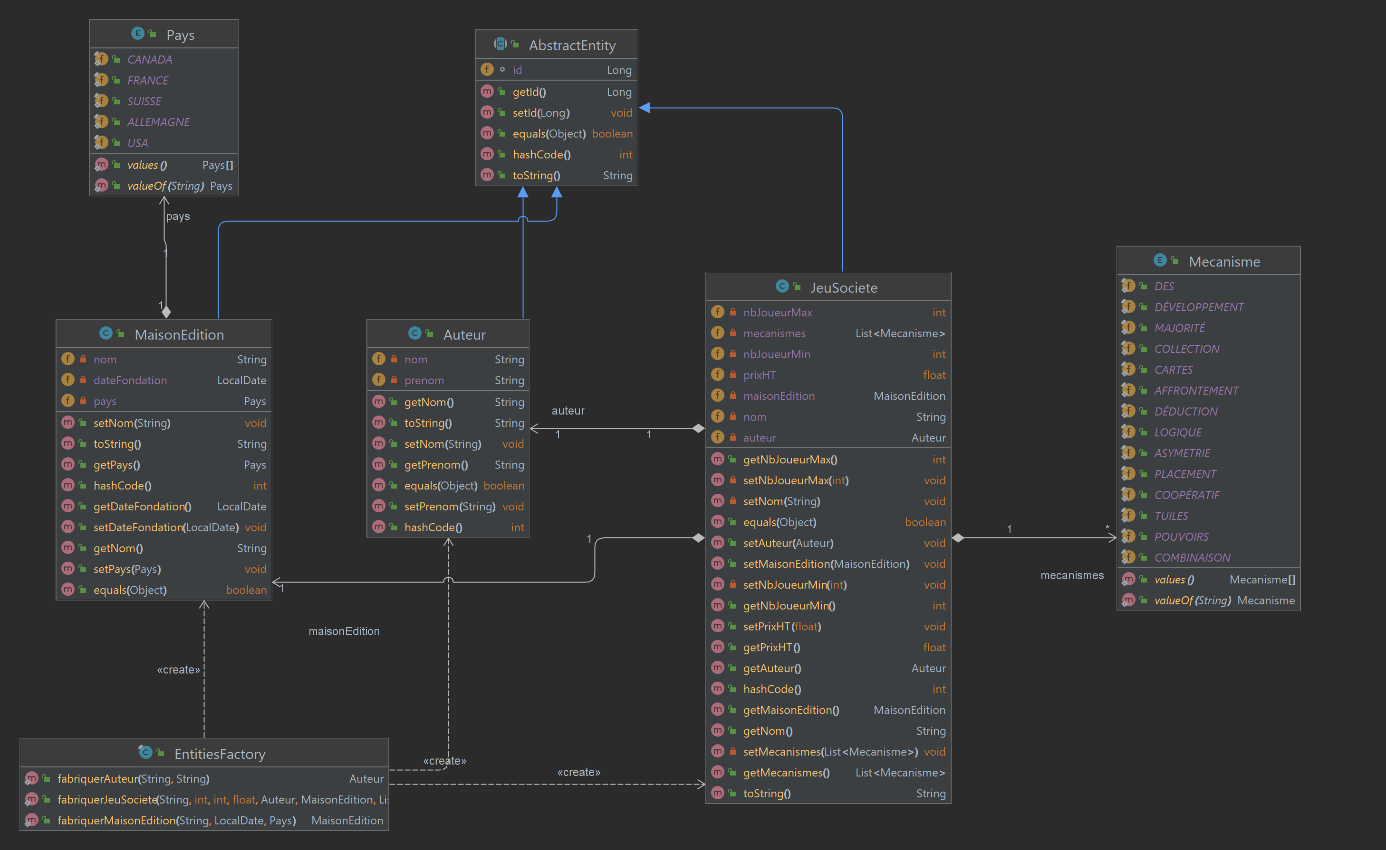 Pays
CANADA
FRANCE
SUISSE
ALLEMAGNE
USA
values() Pays[]
valueOf(String) Pays
pays
1
1
AbstractEntity
id Long
getId() Long
setId(Long) void
equals(Object) boolean
hashCode() int
toString() String
MaisonEdition
nom String
dateFondation LocalDate
pays Pays
setNom(String) void
toString() String
getPays() Pays
hashCode() int
getDateFondation() LocalDate
setDateFondation(LocalDate) void
getNom() String
setPays(Pays) void
equals(Object) boolean
Auteur
nom String
prenom String
getNom() String
toString() String
setNom(String) void
getPrenom() String
equals(Object) boolean
setPrenom(String) void
hashCode() int
auteur
1
1
1
1
maisonEdition
JeuSociete
nbJoueurMax int
mecanismes List<Mecanisme>
nbJoueurMin int
prixHT float
maisonEdition MaisonEdition
nom String
auteur Auteur
getNbJoueurMax() int
setNbJoueurMax(int) void
setNom(String) void
equals(Object) boolean
setAuteur(Auteur) void
setMaisonEdition(MaisonEdition) void
setNbJoueurMin(int) void
getNbJoueurMin() int
setPrixHT(float) void
getPrixHT() float
getAuteur() Auteur
hashCode() int
getMaisonEdition() MaisonEdition
getNom() String
setMecanismes(List<Mecanisme>) void
getMecanismes() List<Mecanisme>
toString() String
1
*
mecanismes
Mecanisme
DES
DÉVELOPPEMENT
MAJORITÉ
COLLECTION
CARTES
AFFRONTEMENT
DÉDUCTION
LOGIQUE
ASYMETRIE
PLACEMENT
COOPÉRATIF
TUILES
POUVOIRS
COMBINAISON
values() Mecanisme[]
valueOf(String) Mecanisme
«create»
«create»
«create»
EntitiesFactory
fabriquerAuteur(String, String) Auteur
fabriquerJeuSociete(String, int, int, float, Auteur, MaisonEdition, Li
fabriquerMaisonEdition(String, LocalDate, Pays) MaisonEdition